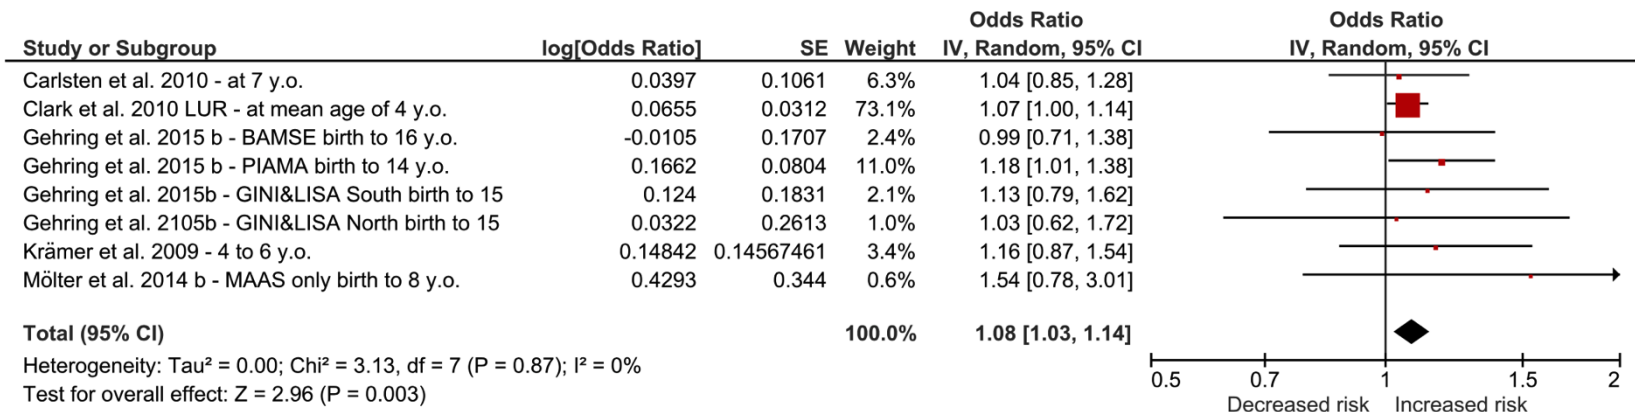 Odds Ratio Odds Ratio
Study or Subgroup log[Odds Ratio] SE Weight IV, Random, 95% CI IV, Random, 95% CI
Carlsten et al. 2010 - at 7 y.o. 0.0397 0.1061 6.3% 1.04 [0.85, 1.28]
Clark et al. 2010 LUR - at mean age of 4 y.o. 0.0655 0.0312 73.1% 1.07 [1.00, 1.14]
Gehring et al. 2015 b - BAMSE birth to 16 y.o. -0.0105 0.1707 2.4% 0.99 [0.71, 1.38]
Gehring et al. 2015 b - PIAMA birth to 14 y.o. 0.1662 0.0804 11.0% 1.18 [1.01, 1.38]
Gehring et al. 2015b - GINI&LISA South birth to 15 0.124 0.1831 2.1% 1.13 [0.79, 1.62]
Gehring et al. 2105b - GINI&LISA North birth to 15 0.0322 0.2613 1.0% 1.03 [0.62, 1.72]
Krämer et al. 2009 - 4 to 6 y.o. 0.14842 0.14567461 3.4% 1.16 [0.87, 1.54]
Mölter et al. 2014 b - MAAS only birth to 8 y.o. 0.4293 0.344 0.6% 1.54 [0.78, 3.01]
Total (95% CI) 100.0% 1.08 [1.03, 1.14]
Heterogeneity: Tau² = 0.00; Chi² = 3.13, df = 7 (P = 0.87); I² = 0%
Test for overall effect: Z = 2.96 (P = 0.003)
0.5 0.7 1 1.5 2
Decreased risk Increased risk